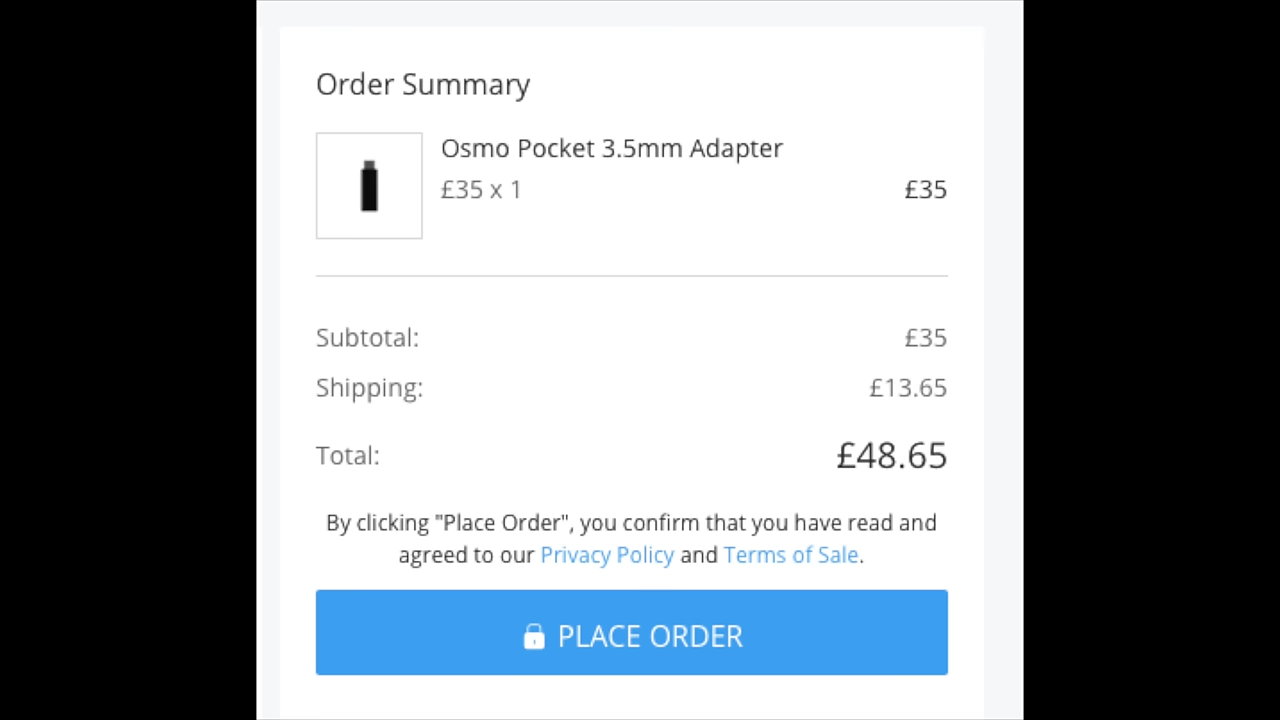 Order Summary
Osmo Pocket 3.5mm Adapter
£35 x 1 £35
Subtotal: £35
Shipping: £13.65
Total: £48.65
By clicking "Place Order", you confirm that you have read and
agreed to our Privacy Policy and Terms of Sale.
PLACE ORDER